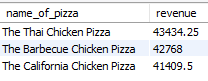 name_of_pizza revenue
The Thai Chicken Pizza 43434.25
The Barbecue Chicken Pizza 42768
The California Chicken Pizza 41409.5